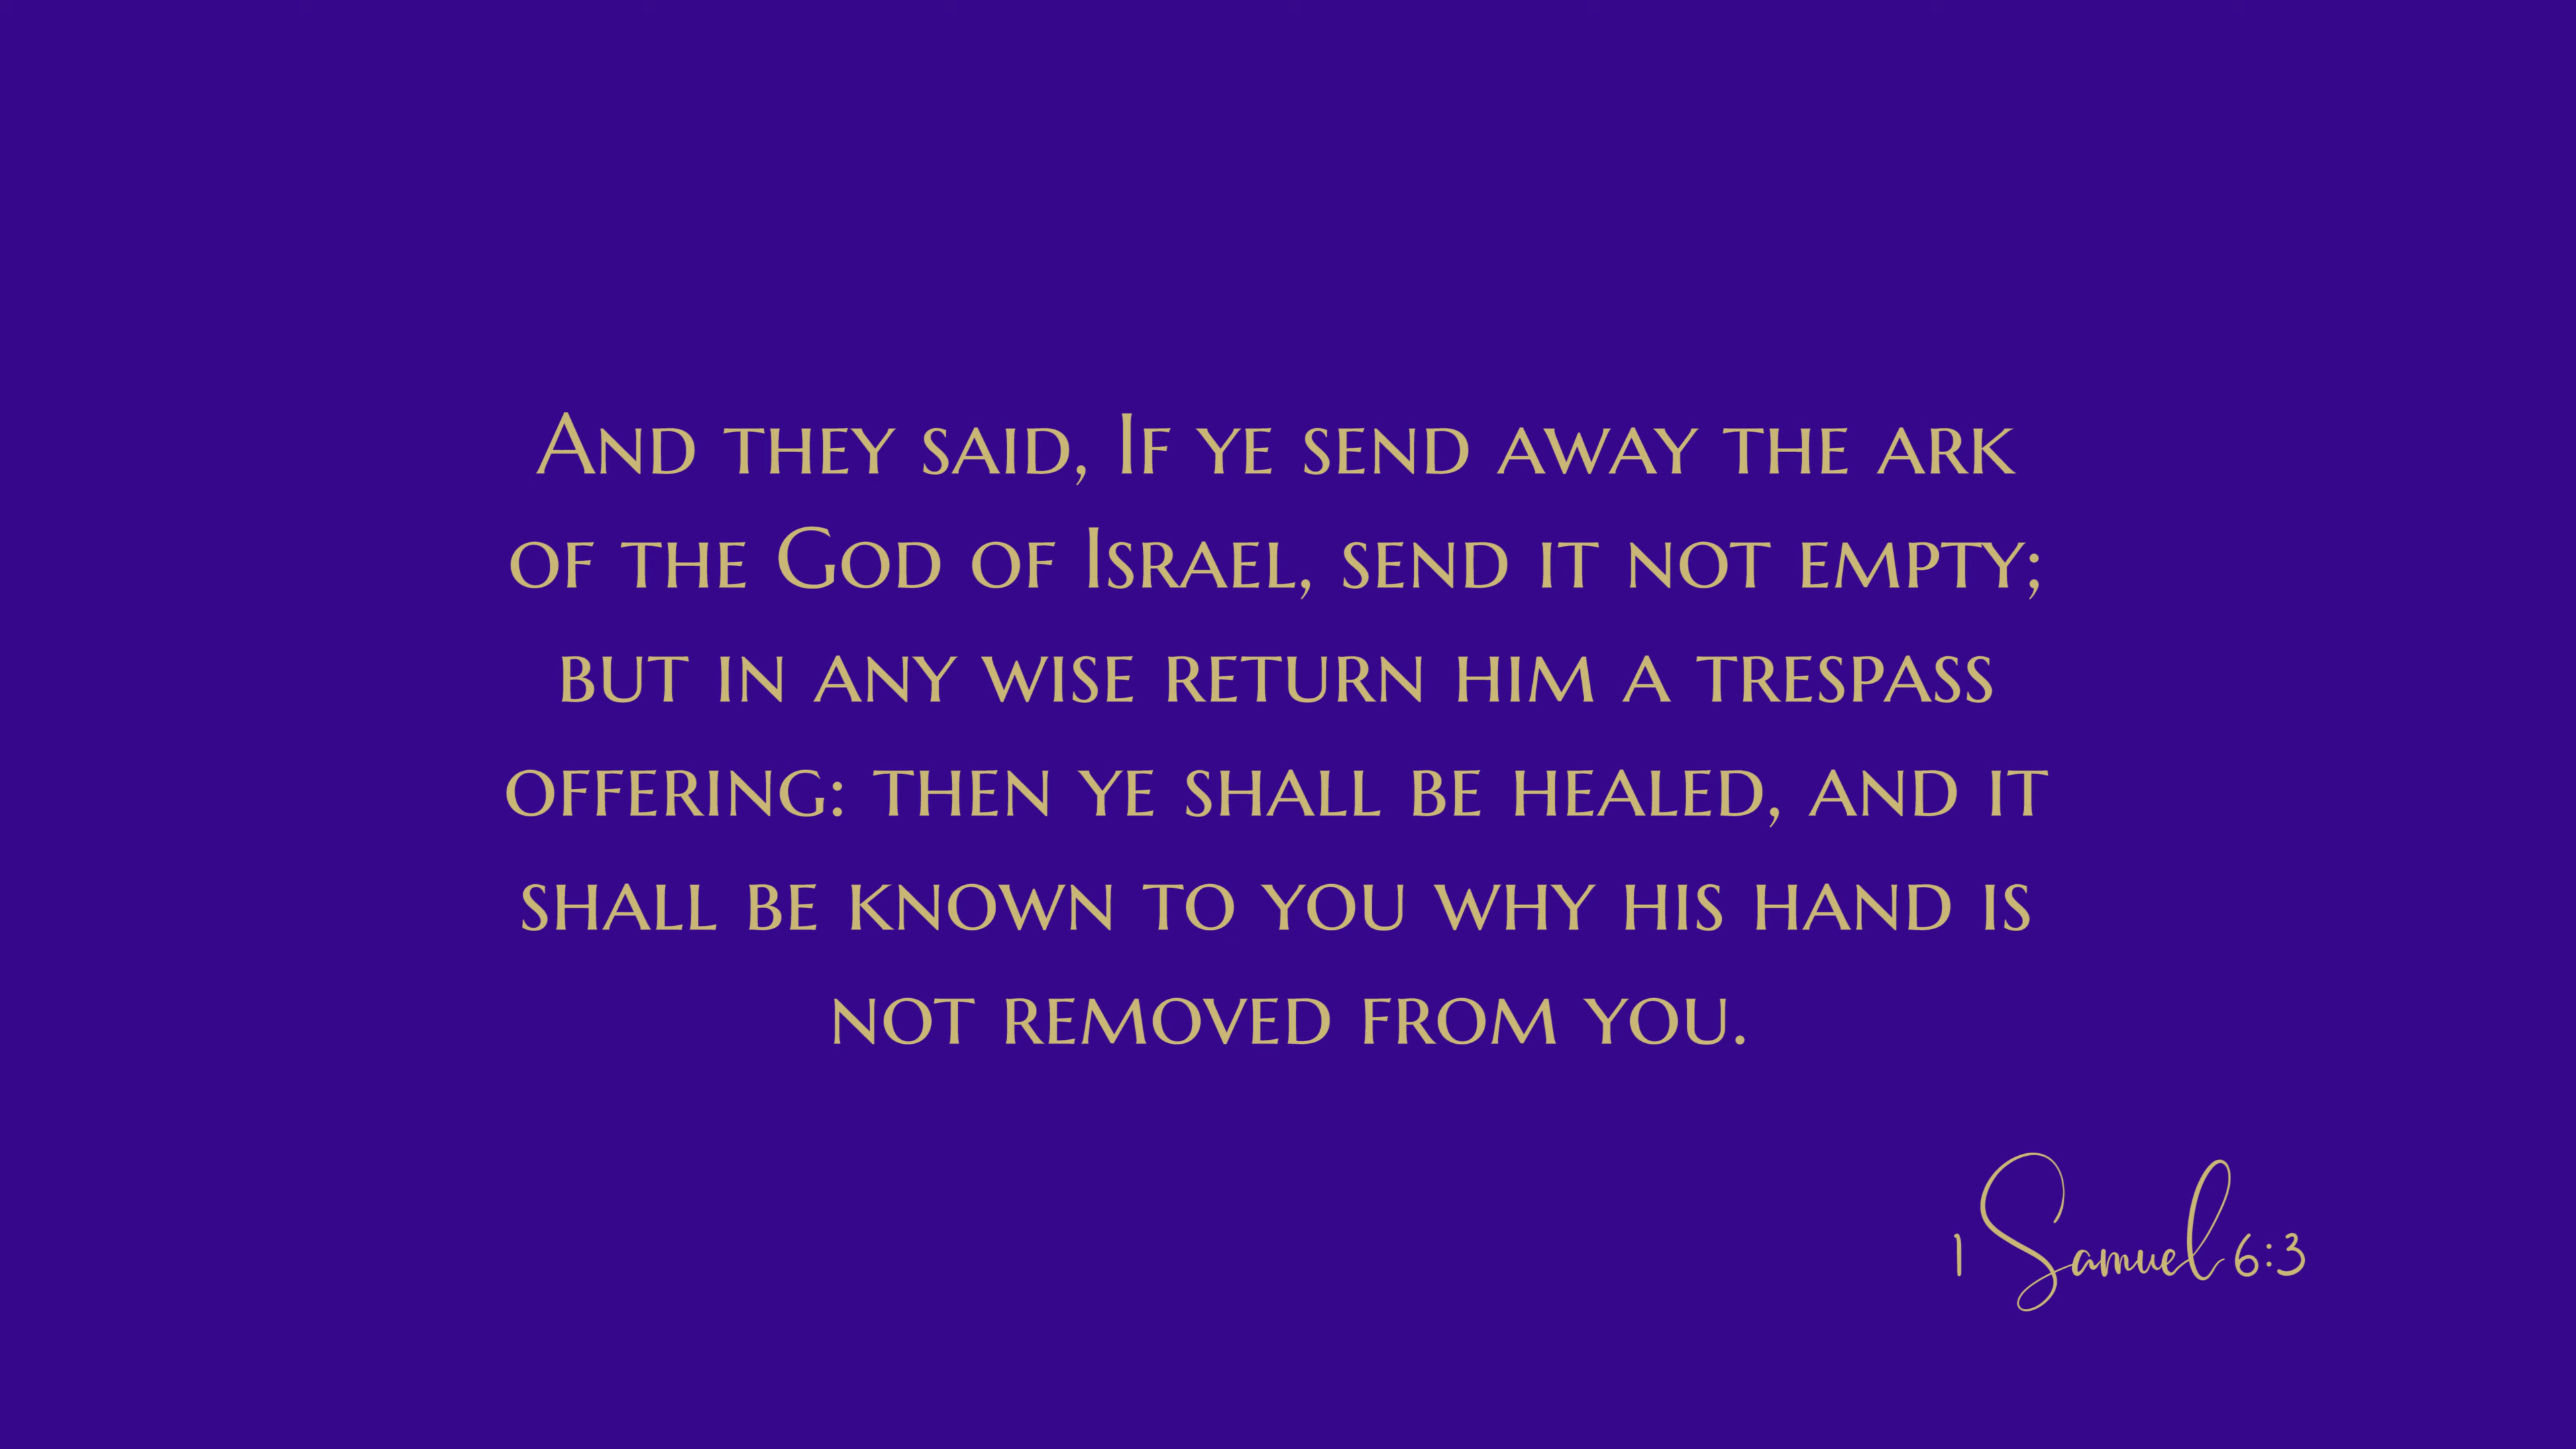 And they said, If ye send away the ark
of the God of Israel, send it not empty;
but in any wise return him a trespass
offering: then ye shall be healed, and it
shall be known to you why his hand is
not removed from you.
1 Samuel 6:3